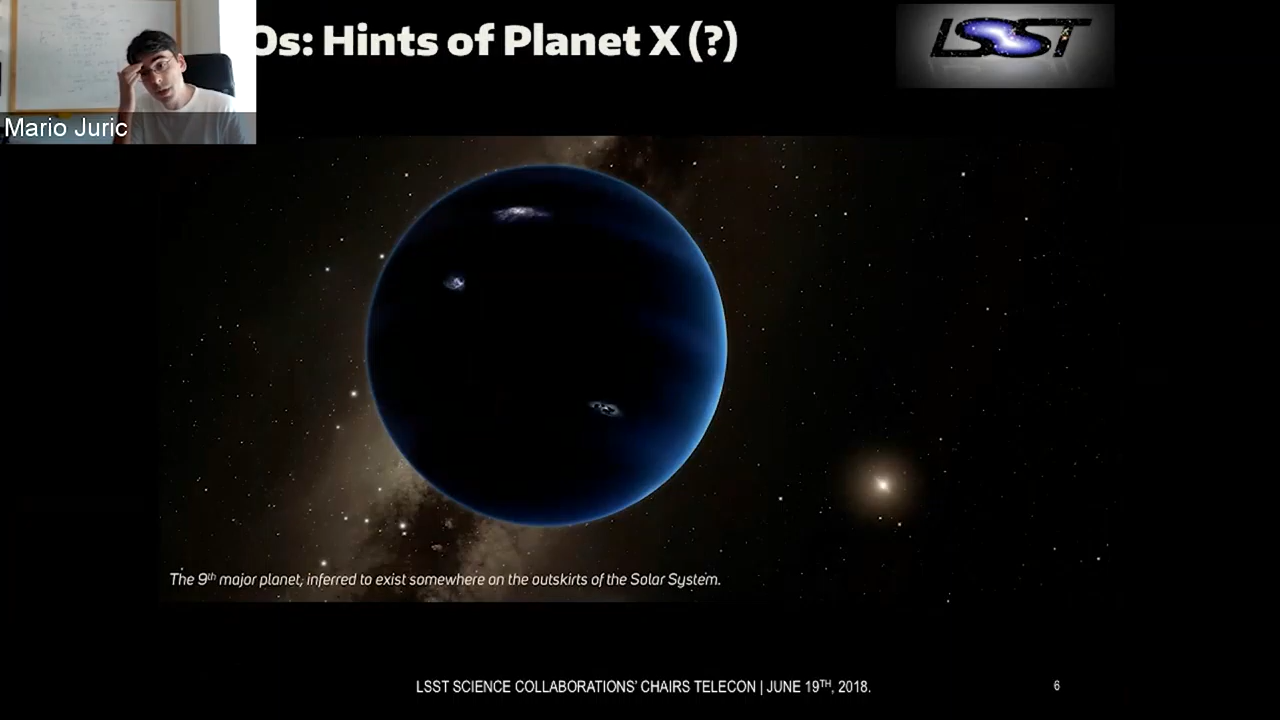 Os: Hints of Planet X (?)
LSST
Mario Juric
The 9th major planet, inferred to exist somewhere on the outskirts of the Solar System.
LSST SCIENCE COLLABORATIONS' CHAIRS TELECON | JUNE 19TH, 2018.
6